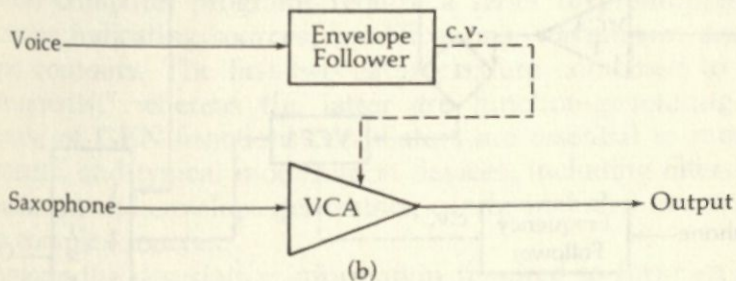 Voice
Envelope
Follower
c.v.
Saxophone
VCA
Output
(b)